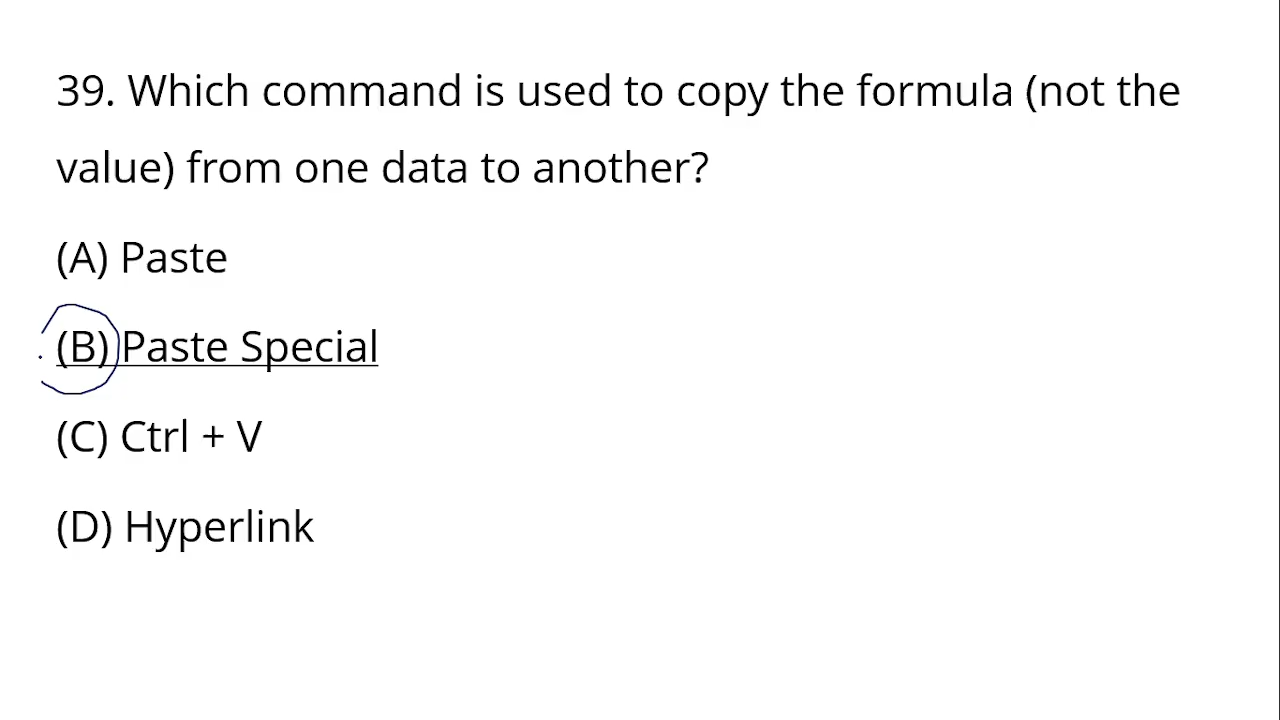 39. Which command is used to copy the formula (not the
value) from one data to another?
(A) Paste
(B) Paste Special
(C) Ctrl + V
(D) Hyperlink